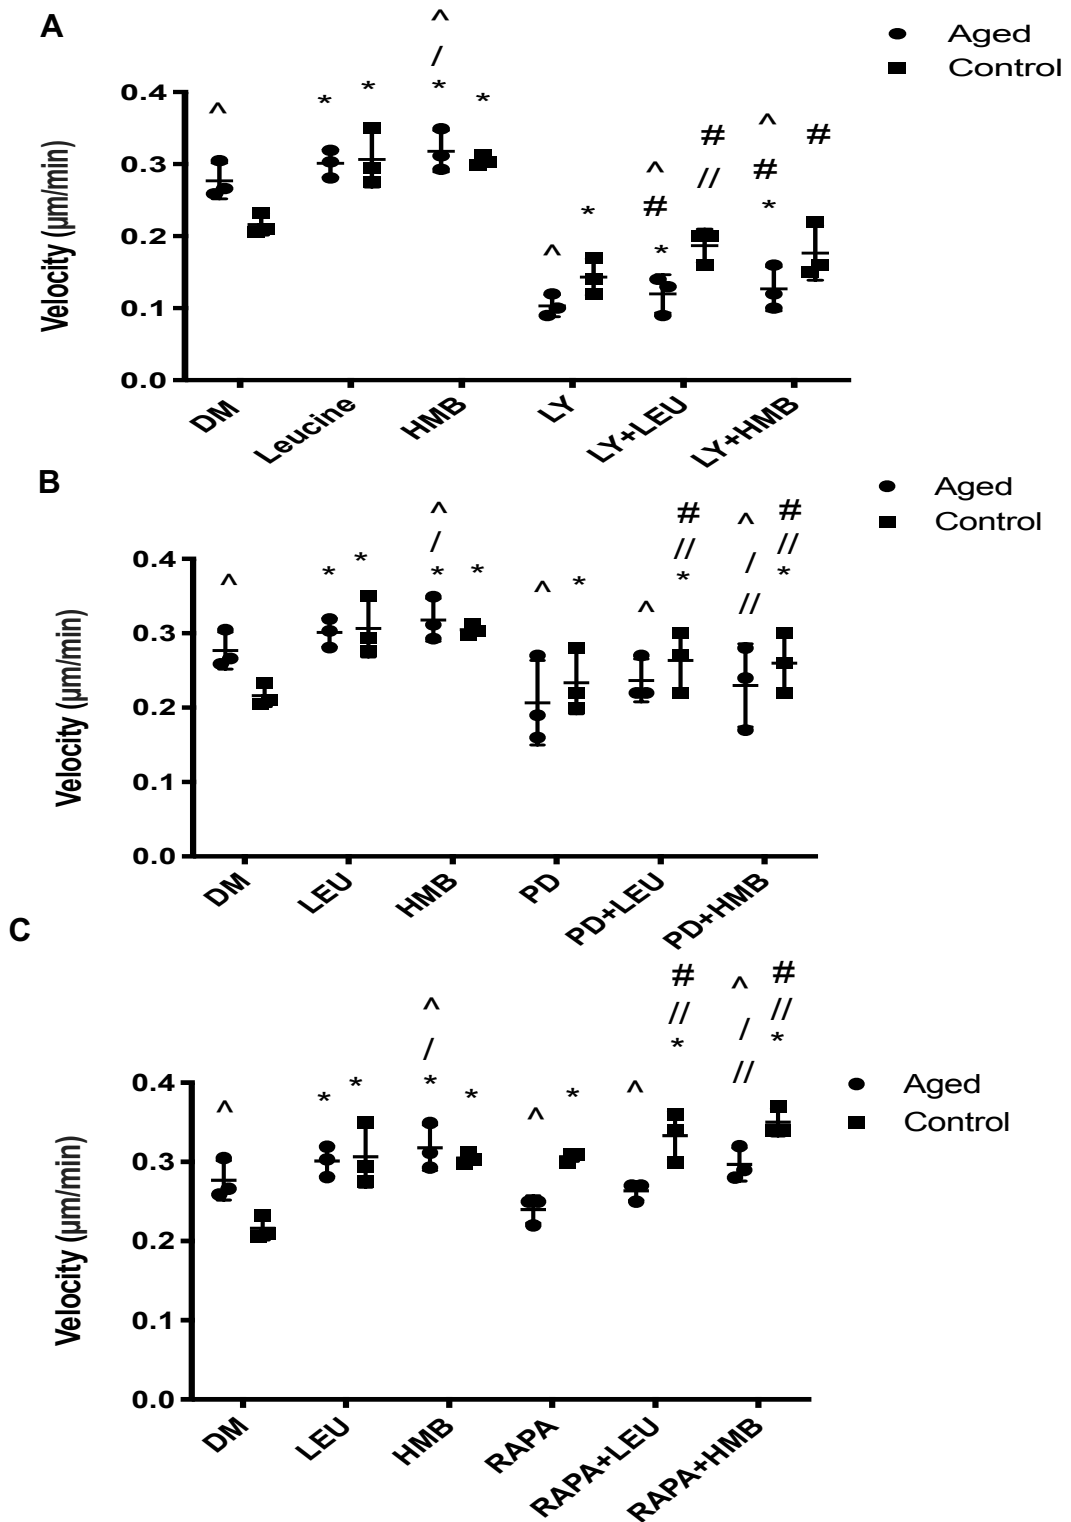 A
Aged
Control
^
/
^ * * * *
^ # #
^ # //
# *
^ * *
0.4
0.3
0.2
0.1
0.0
Velocity (µm/min)
DM Leucine HMB LY LY+LEU LY+HMB
B
Aged
Control
^ # ^ #
/ // / //
^ * * * * ^ * ^ * //  *
0.4
0.3
0.2
0.1
0.0
Velocity (µm/min)
DM LEU HMB PD PD+LEU PD+HMB
C
Aged
Control
# ^ #
^ // / //
/ * // *
^ * * * * ^ * ^
0.4
0.3
0.2
0.1
0.0
Velocity (µm/min)
DM LEU HMB RAPA RAPA+LEU RAPA+HMB